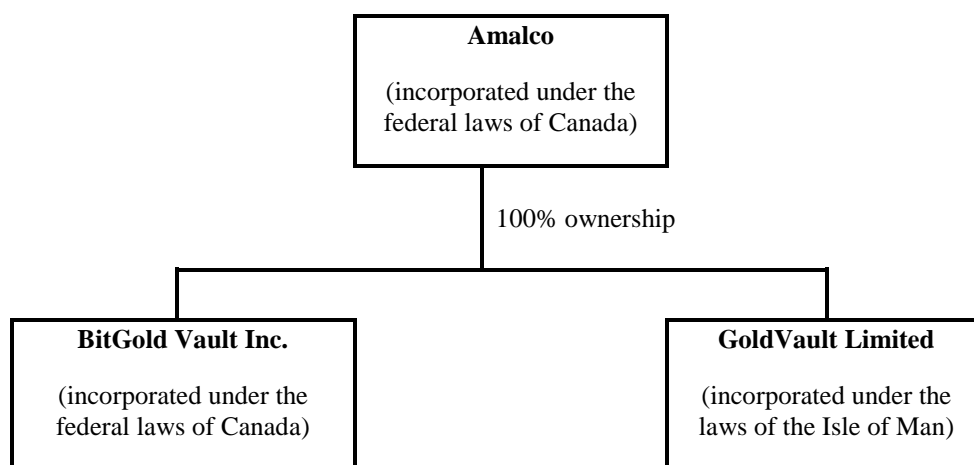 Amalco
(incorporated under the
federal laws of Canada)
100% ownership
BitGold Vault Inc.
(incorporated under the
federal laws of Canada)
GoldVault Limited
(incorporated under the
laws of the Isle of Man)